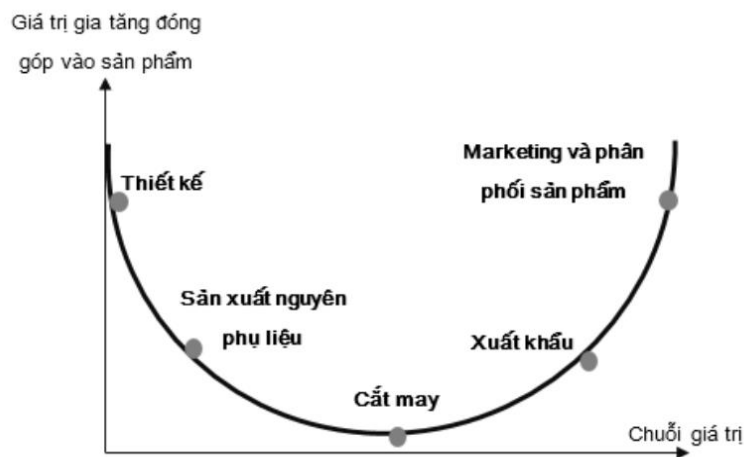 Giá trị gia tăng đóng
góp vào sản phẩm
Thiết kế
Marketing và phân
phối sản phẩm
Sản xuất nguyên
phụ liệu
Xuất khẩu
Cắt may
Chuỗi giá trị